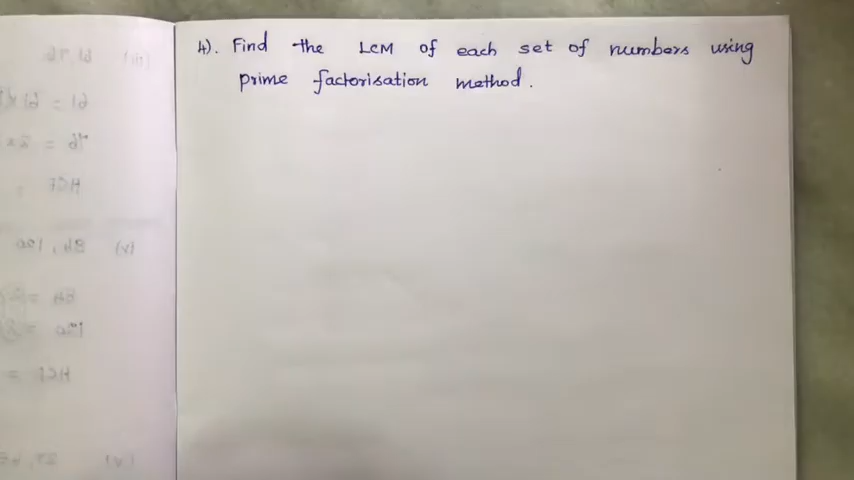 4). Find the LCM of each set of numbers using
prime factorisation method.